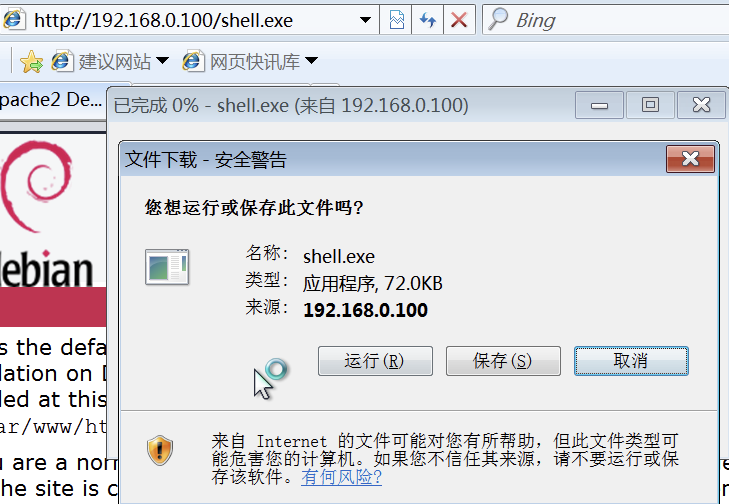 http://192.168.0.100/shell.exe
Bing
建议网站
网页快讯库
pache2 De...
已完成 0% - shell.exe (来自 192.168.0.100)
文件下载 - 安全警告
您想运行或保存此文件吗?
名称: shell.exe
类型: 应用程序, 72.0KB
来源: 192.168.0.100
运行(R)
保存(S)
取消
来自 Internet 的文件可能对您有所帮助，但此文件类型可
能危害您的计算机。如果您不信任其来源，请不要运行或保
存该软件。有何风险?
ebian
s the defa
lation on D
led at this
ar/www/ht
u are a norm
he site is c